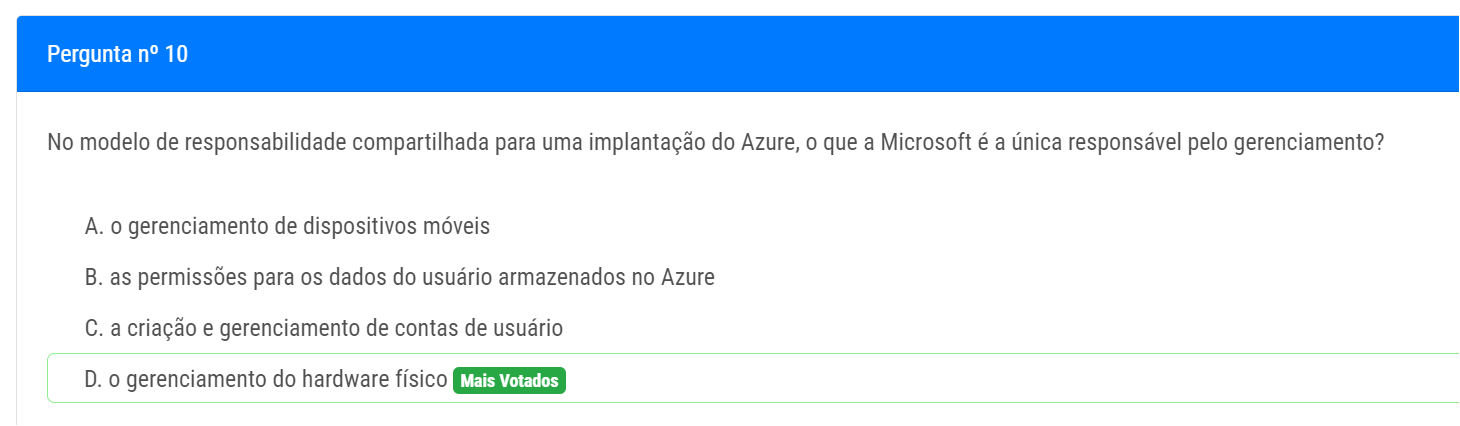 Pergunta nº 10
No modelo de responsabilidade compartilhada para uma implantação do Azure, o que a Microsoft é a única responsável pelo gerenciamento?
A. o gerenciamento de dispositivos móveis
B. as permissões para os dados do usuário armazenados no Azure
C. a criação e gerenciamento de contas de usuário
D. o gerenciamento do hardware físico Mais Votados